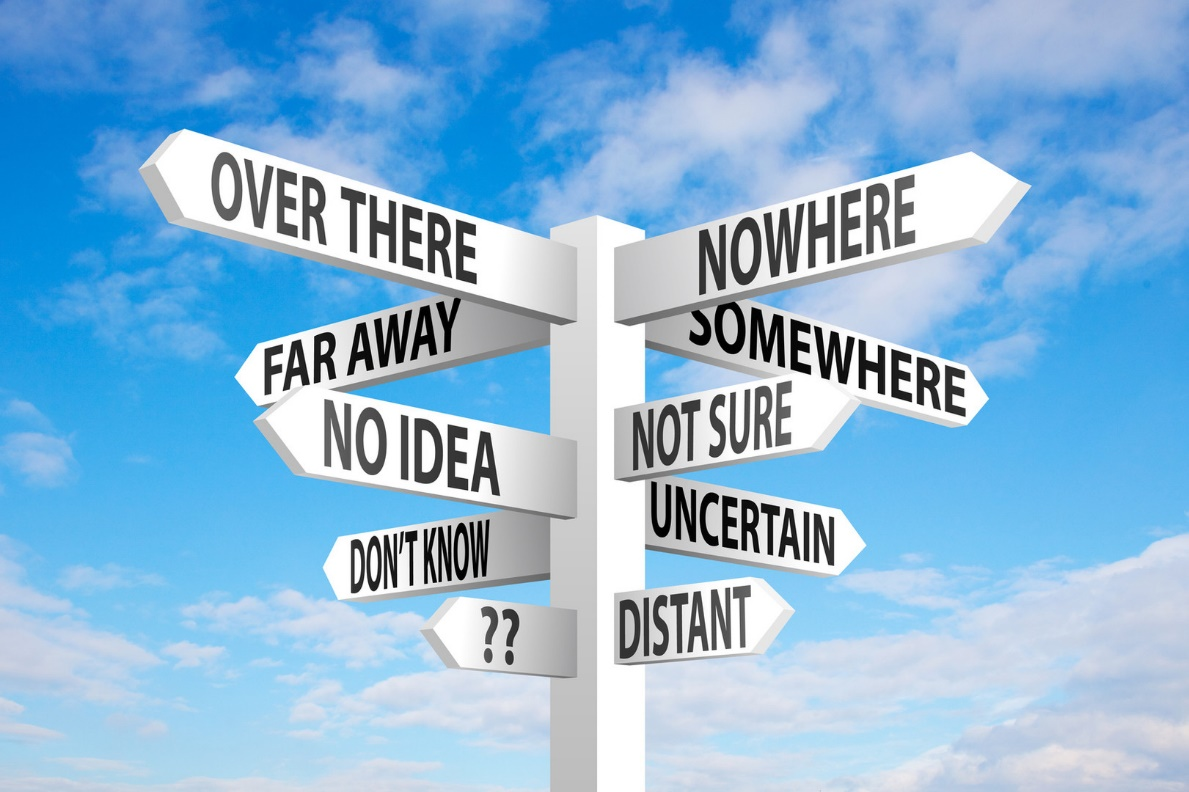 OVER THERE
NOWHERE
FAR AWAY
SOMEWHERE
NO IDEA
NOT SURE
DON'T KNOW
UNCERTAIN
??
DISTANT